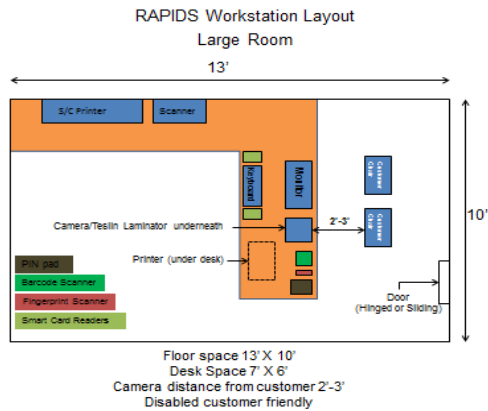 RAPIDS Workstation Layout
Large Room
13'
S/C Printer
Scanner
Keyboard
Monitor
Customer Chair
Customer Chair
2'-3'
10'
Camera/Teslin Laminator underneath
Printer (under desk)
PIN pad
Barcode Scanner
Fingerprint Scanner
Smart Card Readers
Door
(Hinged or Sliding)
Floor space 13' X 10'
Desk Space 7' X 6'
Camera distance from customer 2'-3'
Disabled customer friendly